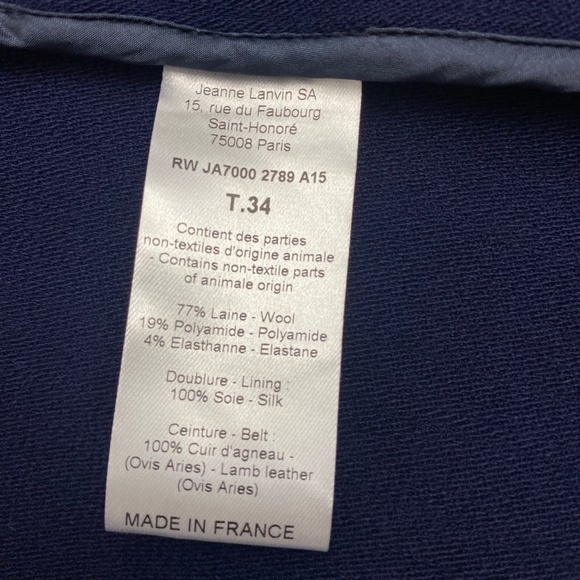 Jeanne Lanvin SA
15, rue du Faubourg
Saint-Honoré
75008 Paris
RW JA7000 2789 A15
T.34
Contient des parties
non-textiles d'origine animale
- Contains non-textile parts
of animale origin
77% Laine - Wool
19% Polyamide - Polyamide
4% Elasthanne - Elastane
Doublure - Lining :
100% Soie - Silk
Ceinture - Belt :
100% Cuir d'agneau -
(Ovis Aries) - Lamb leather
(Ovis Aries)
MADE IN FRANCE